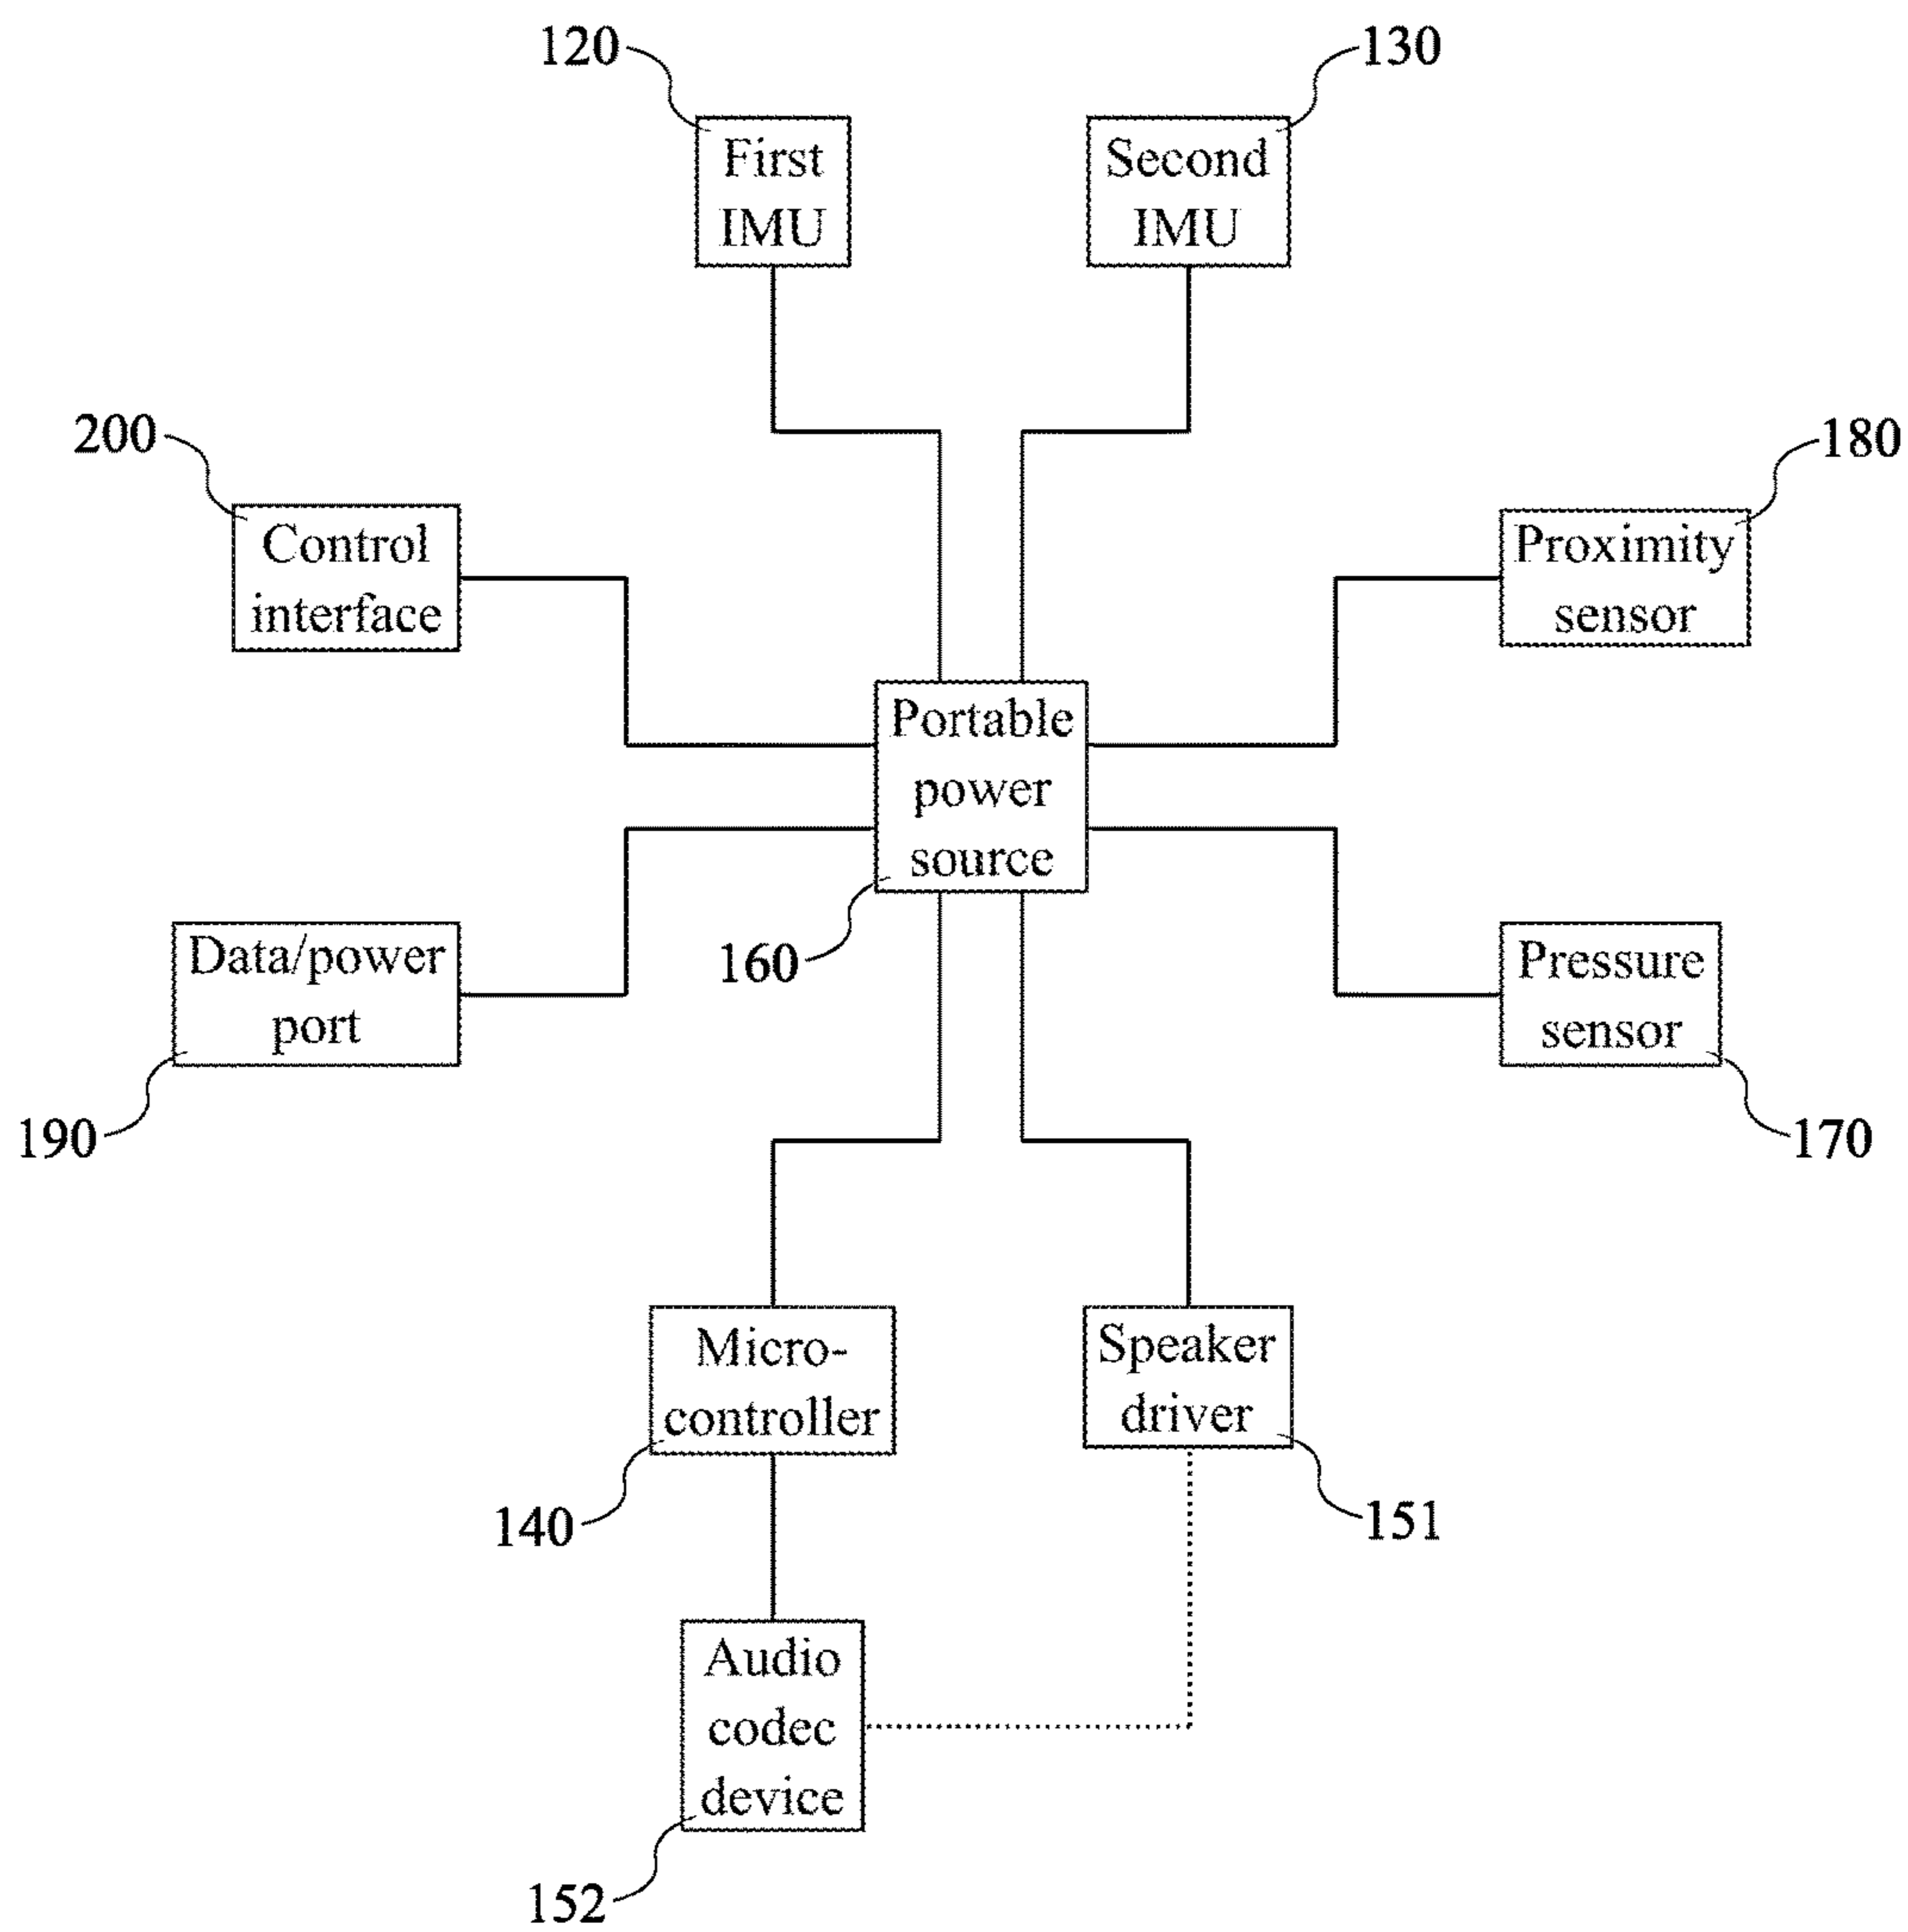 120
130
First
IMU
Second
IMU
200
180
Control
interface
Proximity
sensor
Portable
power
source
160
Data/power
port
Pressure
sensor
190
170
Micro-
controller
Speaker
driver
140
151
Audio
codec
device
152